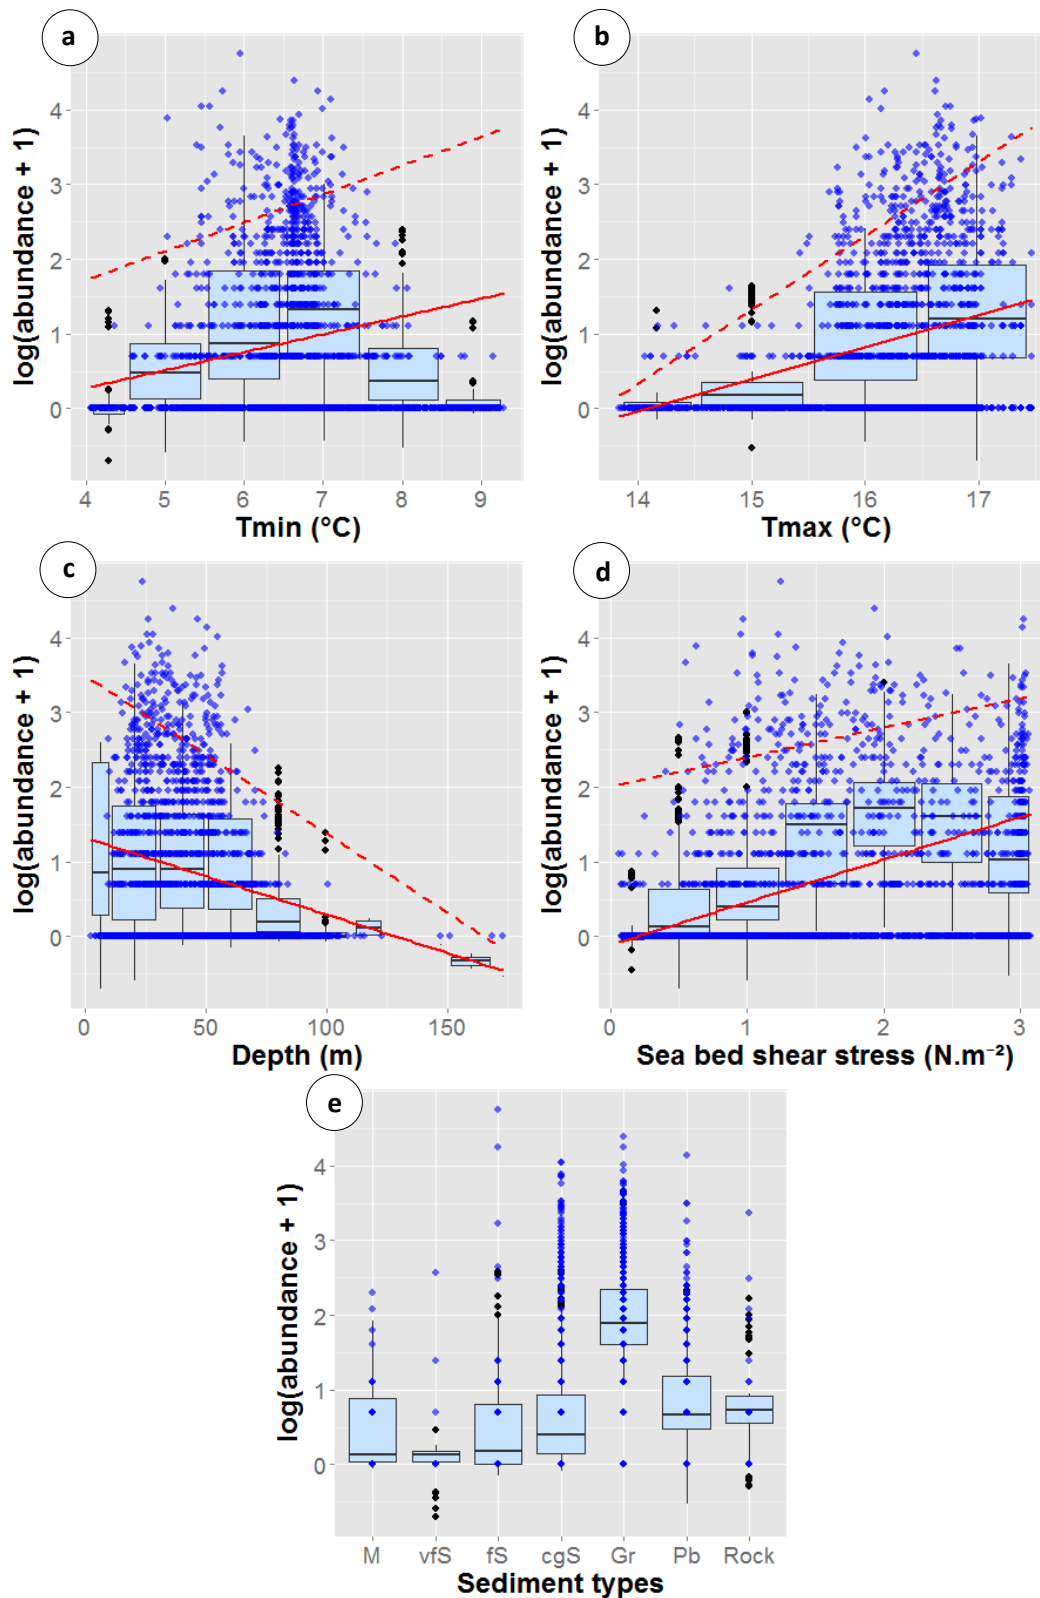 a
b
log(abundance + 1)
4
3
2
1
0
4 5 6 7 8 9
Tmin (°C)
log(abundance + 1)
4
3
2
1
0
14 15 16 17
Tmax (°C)
c
d
log(abundance + 1)
4
3
2
1
0
0 50 100 150
Depth (m)
log(abundance + 1)
4
3
2
1
0
0 1 2 3
Sea bed shear stress (N.m⁻²)
e
log(abundance + 1)
4
3
2
1
0
M vfS fS cgS Gr Pb Rock
Sediment types